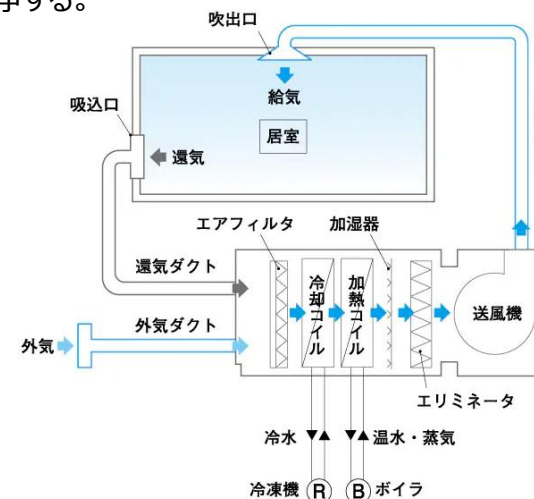 争する。
吹出口
給気
居室
吸込口
還気
エアフィルタ
加湿器
還気ダクト
冷却コイル
加熱コイル
送風機
外気ダクト
外気
エリミネータ
冷水
温水・蒸気
冷凍機 R
B ボイラ